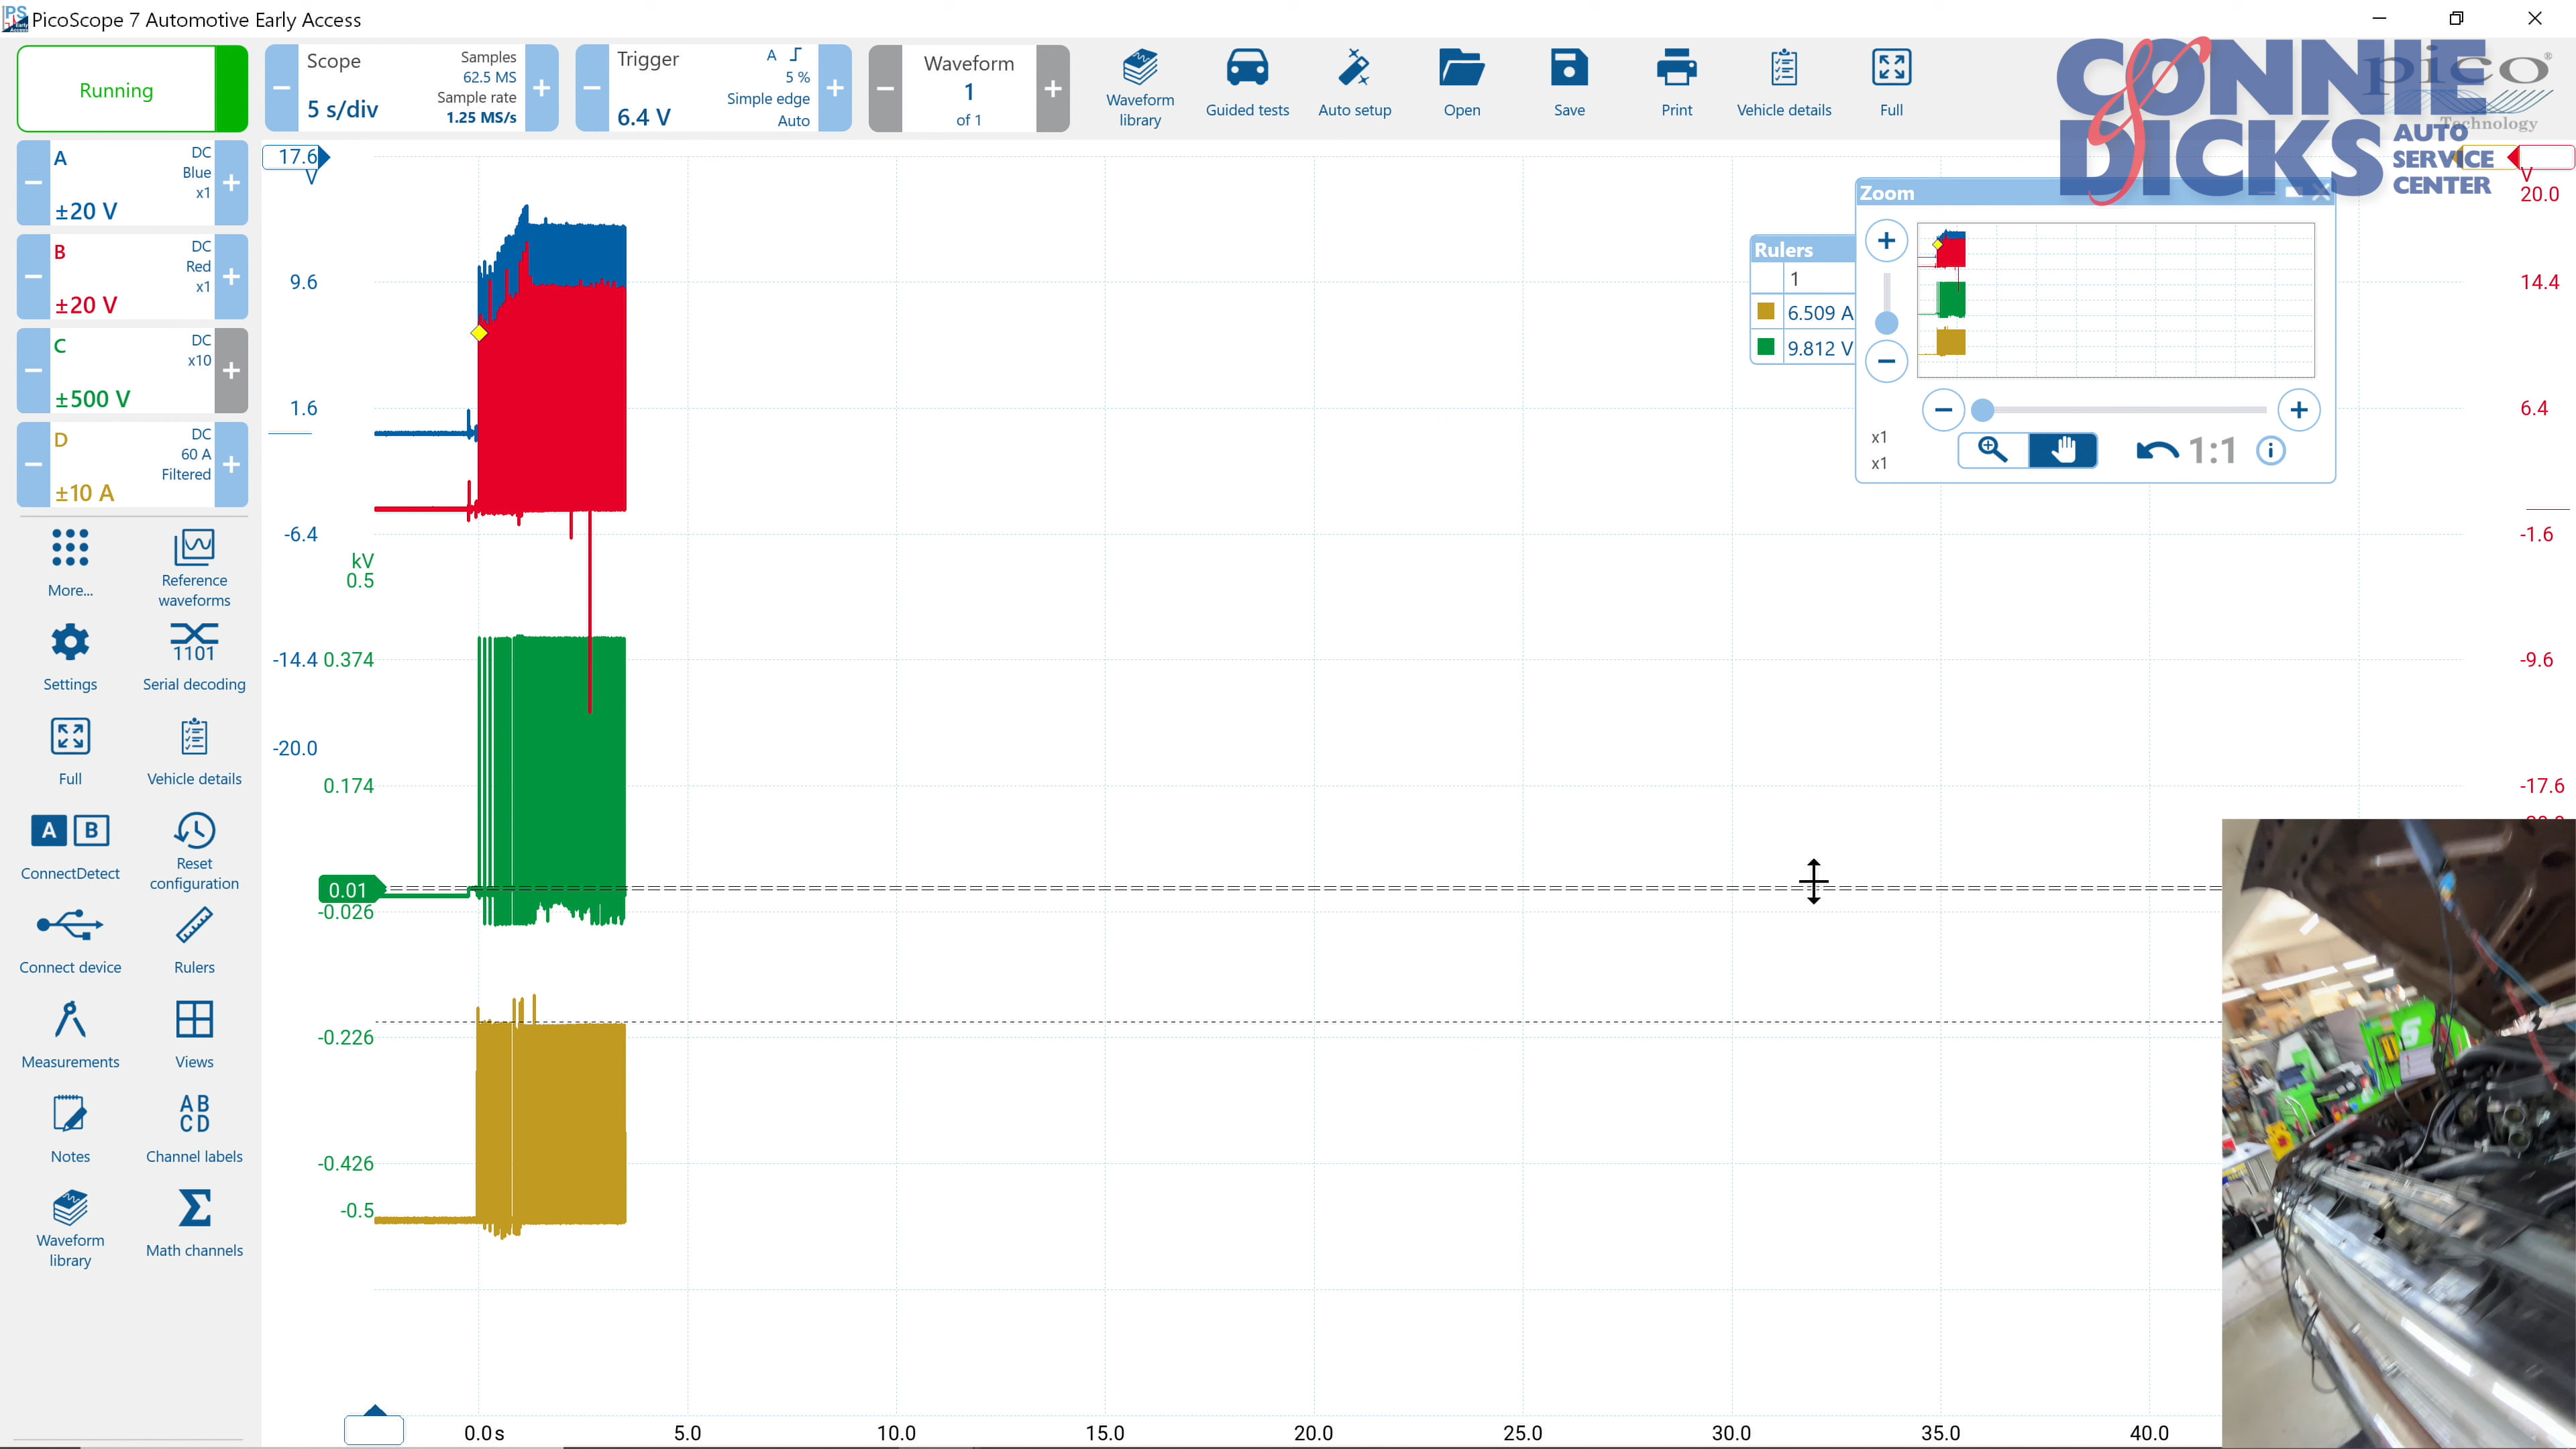 PicoScope 7 Automotive Early Access
Running
Scope
5 s/div
Samples
62.5 MS
Sample rate
1.25 MS/s
Trigger
6.4 V
A
5 %
Simple edge
Auto
Waveform
1
of 1
Waveform
library
Guided tests
Auto setup
Open
Save
Print
Vehicle details
Full
CONNIE
&
DICKS
AUTO
SERVICE
CENTER
pico
Technology
A
DC
Blue
x1
±20 V
B
DC
Red
x1
±20 V
C
DC
x10
±500 V
D
DC
60 A
Filtered
±10 A
More...
Reference
waveforms
Settings
1101
Serial decoding
Full
Vehicle details
A B
ConnectDetect
Reset
configuration
Connect device
Rulers
Measurements
Views
Notes
AB
CD
Channel labels
Waveform
library
Math channels
17.6
V
9.6
1.6
-6.4
-14.4
-20.0
kV
0.5
0.374
0.174
0.01
-0.026
-0.226
-0.426
-0.5
Rulers
1
6.509 A
9.812 V
Zoom
x1
x1
1:1
V
20.0
14.4
6.4
-1.6
-9.6
-17.6
0.0s
5.0
10.0
15.0
20.0
25.0
30.0
35.0
40.0